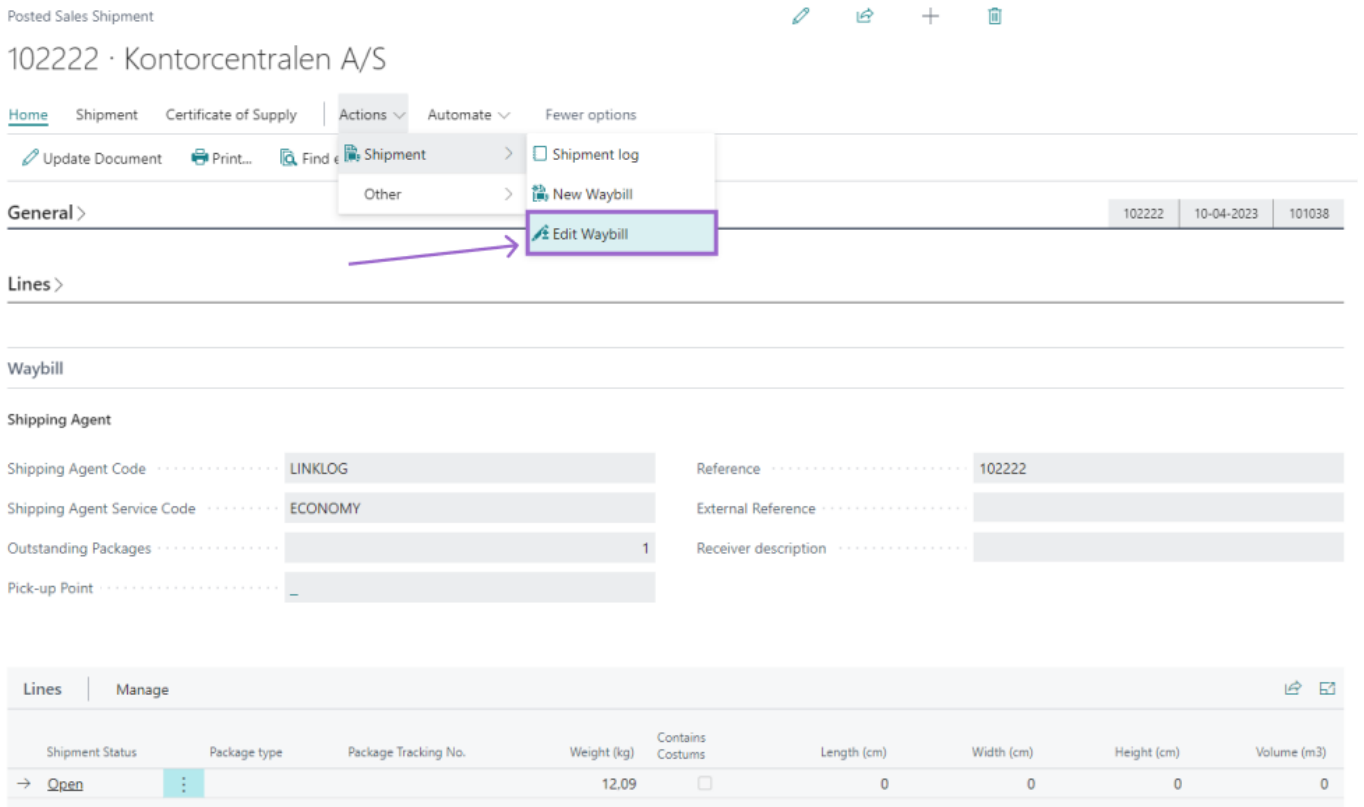 Posted Sales Shipment
102222 · Kontorcentralen A/S
Home Shipment Certificate of Supply Actions Automate Fewer options
Update Document Print... Find e Shipment Shipment log
Other New Waybill
General 102222 10-04-2023 101038
Edit Waybill
Lines
Waybill
Shipping Agent
Shipping Agent Code LINKLOG Reference 102222
Shipping Agent Service Code ECONOMY External Reference
Outstanding Packages 1 Receiver description
Pick-up Point _
Lines Manage
Shipment Status Package type Package Tracking No. Weight (kg) Contains Costums Length (cm) Width (cm) Height (cm) Volume (m3)
Open 12,09 0 0 0 0